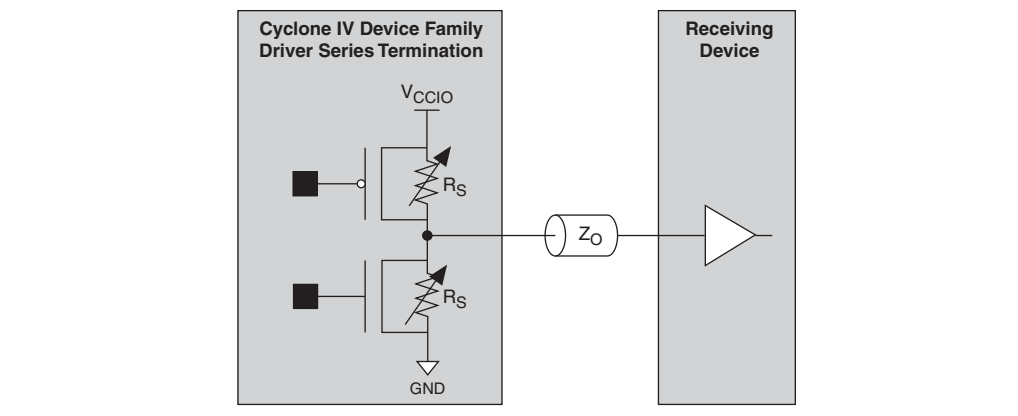 Cyclone IV Device Family
Driver Series Termination
Receiving
Device
VCCIO
RS
ZO
RS
GND